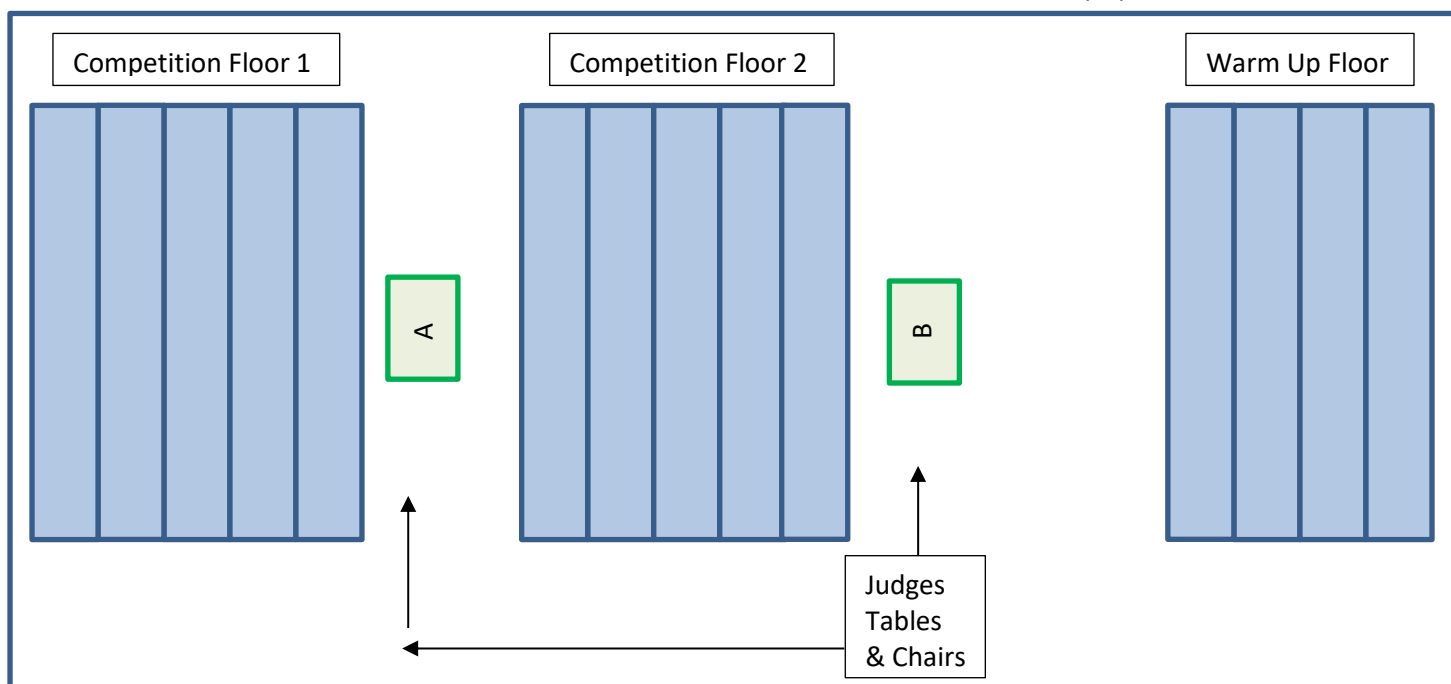 Competition Floor 1
Competition Floor 2
Warm Up Floor
A
B
Judges
Tables
& Chairs